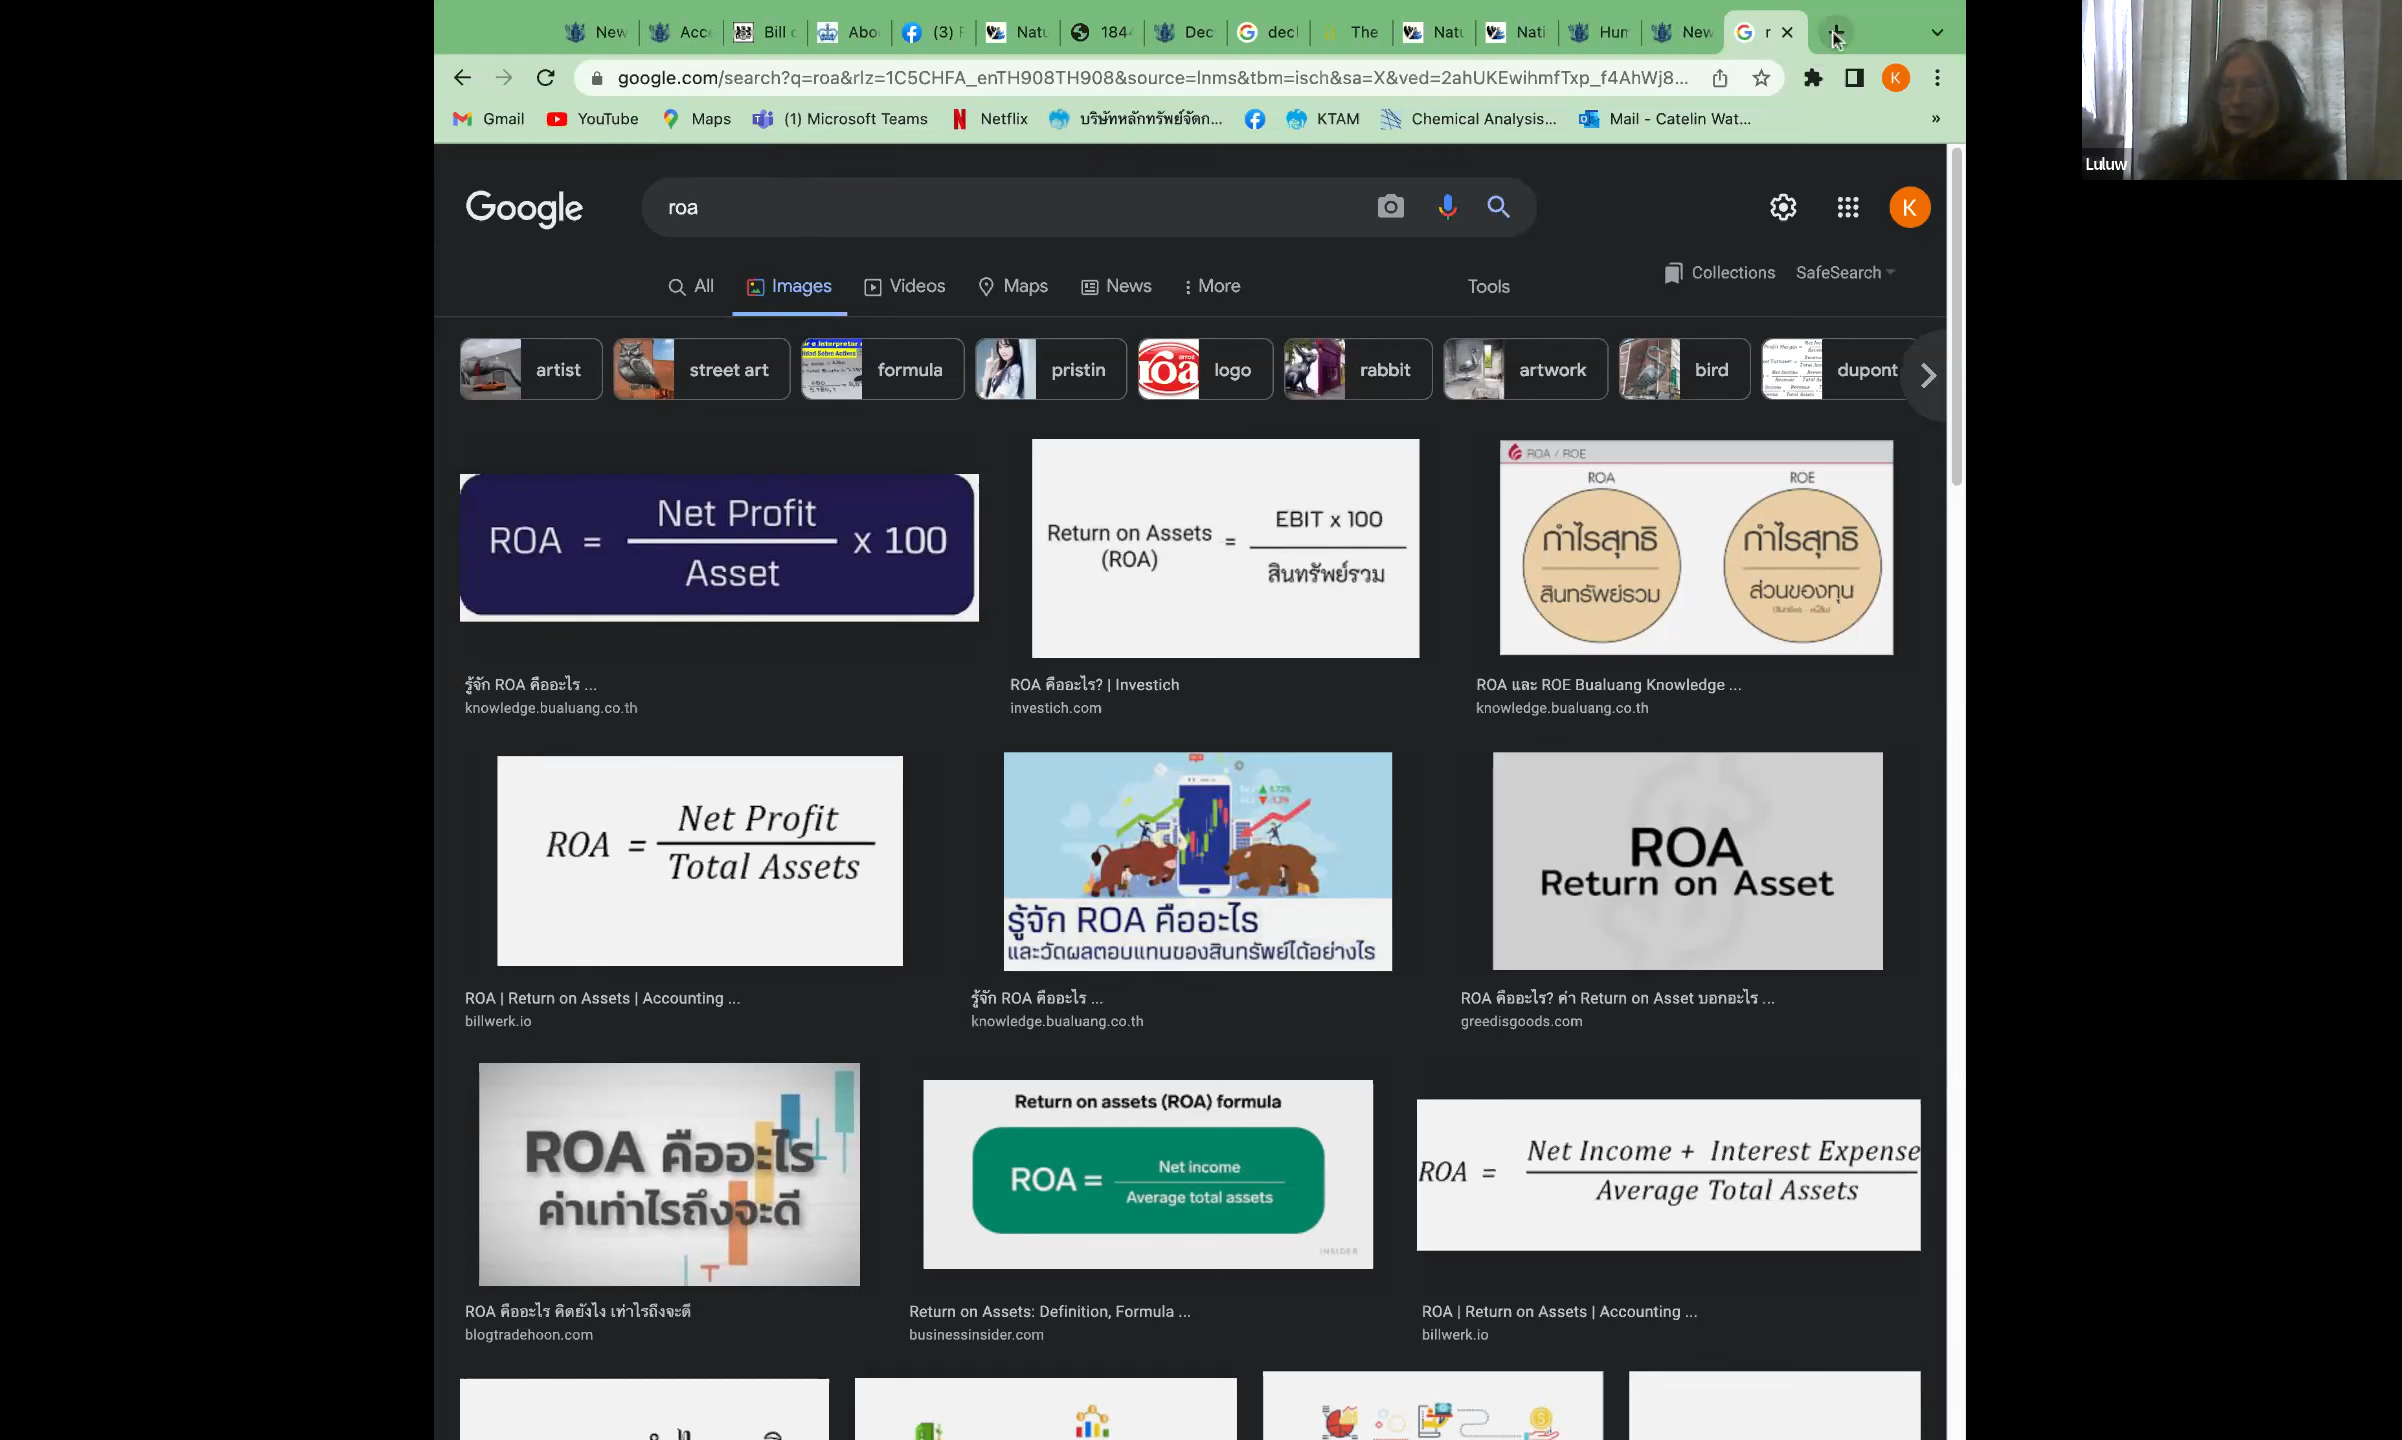 New
Acc
Bill
Abo
(3) F
Natu
184
Dec
decl
The
Natu
Nati
Hum
New
r
google.com/search?q=roa&rlz=1C5CHFA_enTH908TH908&source=lnms&tbm=isch&sa=X&ved=2ahUKEwihmfTxp_f4AhWj8...
K
Gmail
YouTube
Maps
(1) Microsoft Teams
Netflix
บริษัทหลักทรัพย์จัดก...
KTAM
Chemical Analysis...
Mail - Catelin Wat...
»
Luluw
Google
roa
K
All
Images
Videos
Maps
News
More
Tools
Collections
SafeSearch
artist
street art
formula
pristin
roa
logo
rabbit
artwork
bird
dupont
ROA = Net Profit / Asset x 100
Return on Assets (ROA) = EBIT x 100 / สินทรัพย์รวม
ROA / ROE
ROA
ROE
กำไรสุทธิ
กำไรสุทธิ
สินทรัพย์รวม
ส่วนของทุน
รู้จัก ROA คืออะไร ...
knowledge.bualuang.co.th
ROA คืออะไร? | Investich
investich.com
ROA และ ROE Bualuang Knowledge ...
knowledge.bualuang.co.th
ROA = Net Profit / Total Assets
รู้จัก ROA คืออะไร
และวัดผลตอบแทนของสินทรัพย์ได้อย่างไร
ROA
Return on Asset
ROA | Return on Assets | Accounting ...
billwerk.io
รู้จัก ROA คืออะไร ...
knowledge.bualuang.co.th
ROA คืออะไร? ค่า Return on Asset บอกอะไร ...
greedisgoods.com
ROA คืออะไร
ค่าเท่าไรถึงจะดี
Return on assets (ROA) formula
ROA = Net income / Average total assets
INSIDER
ROA = Net Income + Interest Expense / Average Total Assets
ROA คืออะไร คิดยังไง เท่าไรถึงจะดี
blogtradehoon.com
Return on Assets: Definition, Formula ...
businessinsider.com
ROA | Return on Assets | Accounting ...
billwerk.io